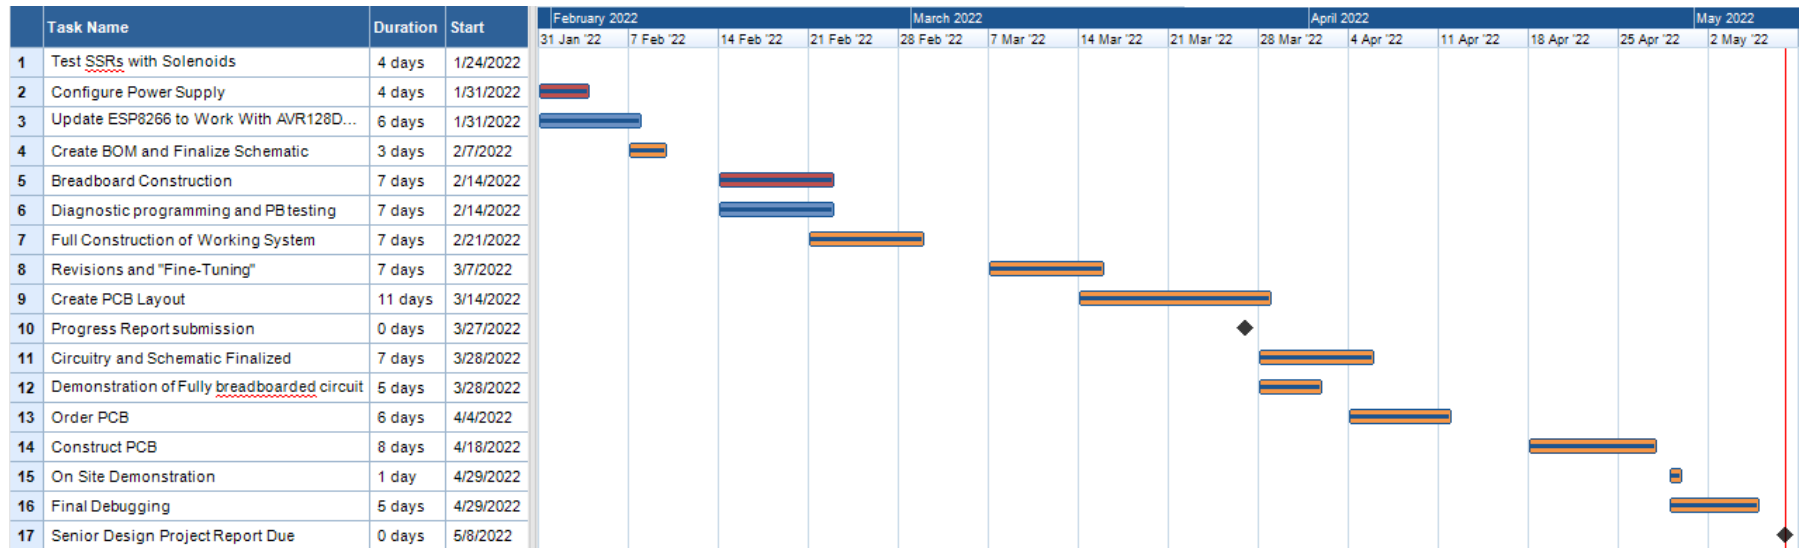 Task Name Duration Start
February 2022 March 2022 April 2022 May 2022
31 Jan '22 7 Feb '22 14 Feb '22 21 Feb '22 28 Feb '22 7 Mar '22 14 Mar '22 21 Mar '22 28 Mar '22 4 Apr '22 11 Apr '22 18 Apr '22 25 Apr '22 2 May '22
1 Test SSRs with Solenoids 4 days 1/24/2022
2 Configure Power Supply 4 days 1/31/2022
3 Update ESP8266 to Work With AVR128D... 6 days 1/31/2022
4 Create BOM and Finalize Schematic 3 days 2/7/2022
5 Breadboard Construction 7 days 2/14/2022
6 Diagnostic programming and PB testing 7 days 2/14/2022
7 Full Construction of Working System 7 days 2/21/2022
8 Revisions and "Fine-Tuning" 7 days 3/7/2022
9 Create PCB Layout 11 days 3/14/2022
10 Progress Report submission 0 days 3/27/2022
11 Circuitry and Schematic Finalized 7 days 3/28/2022
12 Demonstration of Fully breadboarded circuit 5 days 3/28/2022
13 Order PCB 6 days 4/4/2022
14 Construct PCB 8 days 4/18/2022
15 On Site Demonstration 1 day 4/29/2022
16 Final Debugging 5 days 4/29/2022
17 Senior Design Project Report Due 0 days 5/8/2022